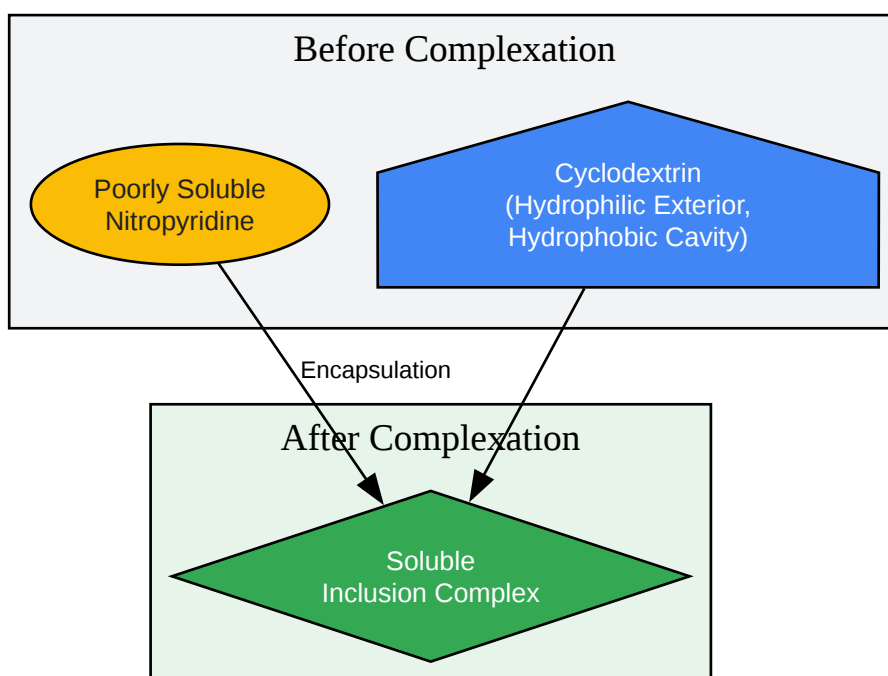 Before Complexation
Poorly Soluble
Nitropyridine
Cyclodextrin
(Hydrophilic Exterior,
Hydrophobic Cavity)
Encapsulation
After Complexation
Soluble
Inclusion Complex